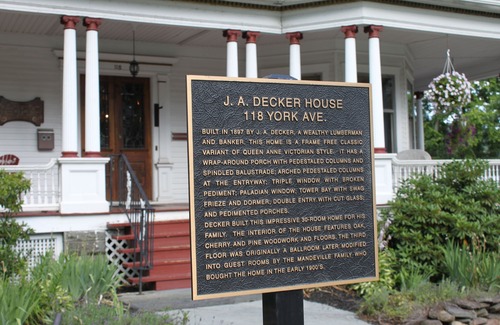 J. A. DECKER HOUSE
118 YORK AVE.
BUILT IN 1897 BY J. A. DECKER, A WEALTHY LUMBERMAN
AND BANKER. THIS HOME IS A FRAME FREE CLASSIC
VARIANT OF QUEEN ANNE VICTORIAN STYLE. IT HAS A
WRAP-AROUND PORCH WITH PEDESTALED COLUMNS AND
SPINDLED BALUSTRADE; ARCHED PEDESTALED COLUMNS
AT THE ENTRYWAY; TRIPLE WINDOW WITH BROKEN
PEDIMENT; PALADIAN WINDOW; TOWER BAY WITH SWAG
FRIEZE AND DORMER; DOUBLE ENTRY WITH CUT GLASS;
AND PEDIMENTED PORCHES.
DECKER BUILT THIS IMPRESSIVE 30-ROOM HOME FOR HIS
FAMILY. THE INTERIOR OF THE HOUSE FEATURES OAK,
CHERRY AND PINE WOODWORK AND FLOORS. THE THIRD
FLOOR WAS ORIGINALLY A BALLROOM LATER MODIFIED
INTO GUEST ROOMS BY THE MANDEVILLE FAMILY WHO
BOUGHT THE HOME IN THE EARLY 1900'S.